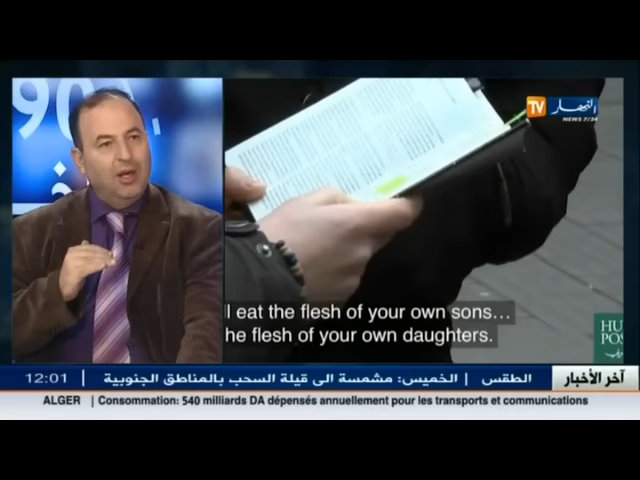 90
TV النهار
NEWS 7/24
ll eat the flesh of your own sons...
he flesh of your own daughters.
HU
POS
12:01 الطقس | الخميس: مشمسة الى قيلة السحب بالمناطق الجنوبية آخر الأخبار
ALGER | Consommation: 540 milliards DA dépensés annuellement pour les transports et communications